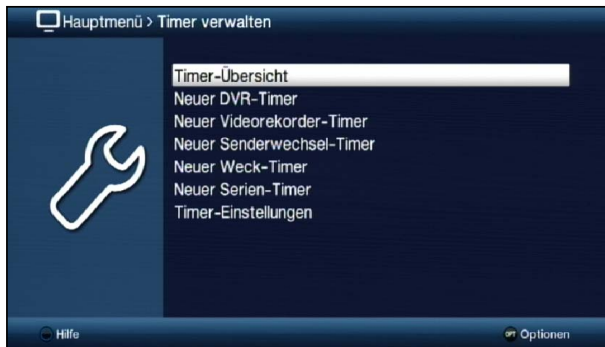 Hauptmenü > Timer verwalten
Timer-Übersicht
Neuer DVR-Timer
Neuer Videorekorder-Timer
Neuer Senderwechsel-Timer
Neuer Weck-Timer
Neuer Serien-Timer
Timer-Einstellungen
Hilfe
OPT Optionen